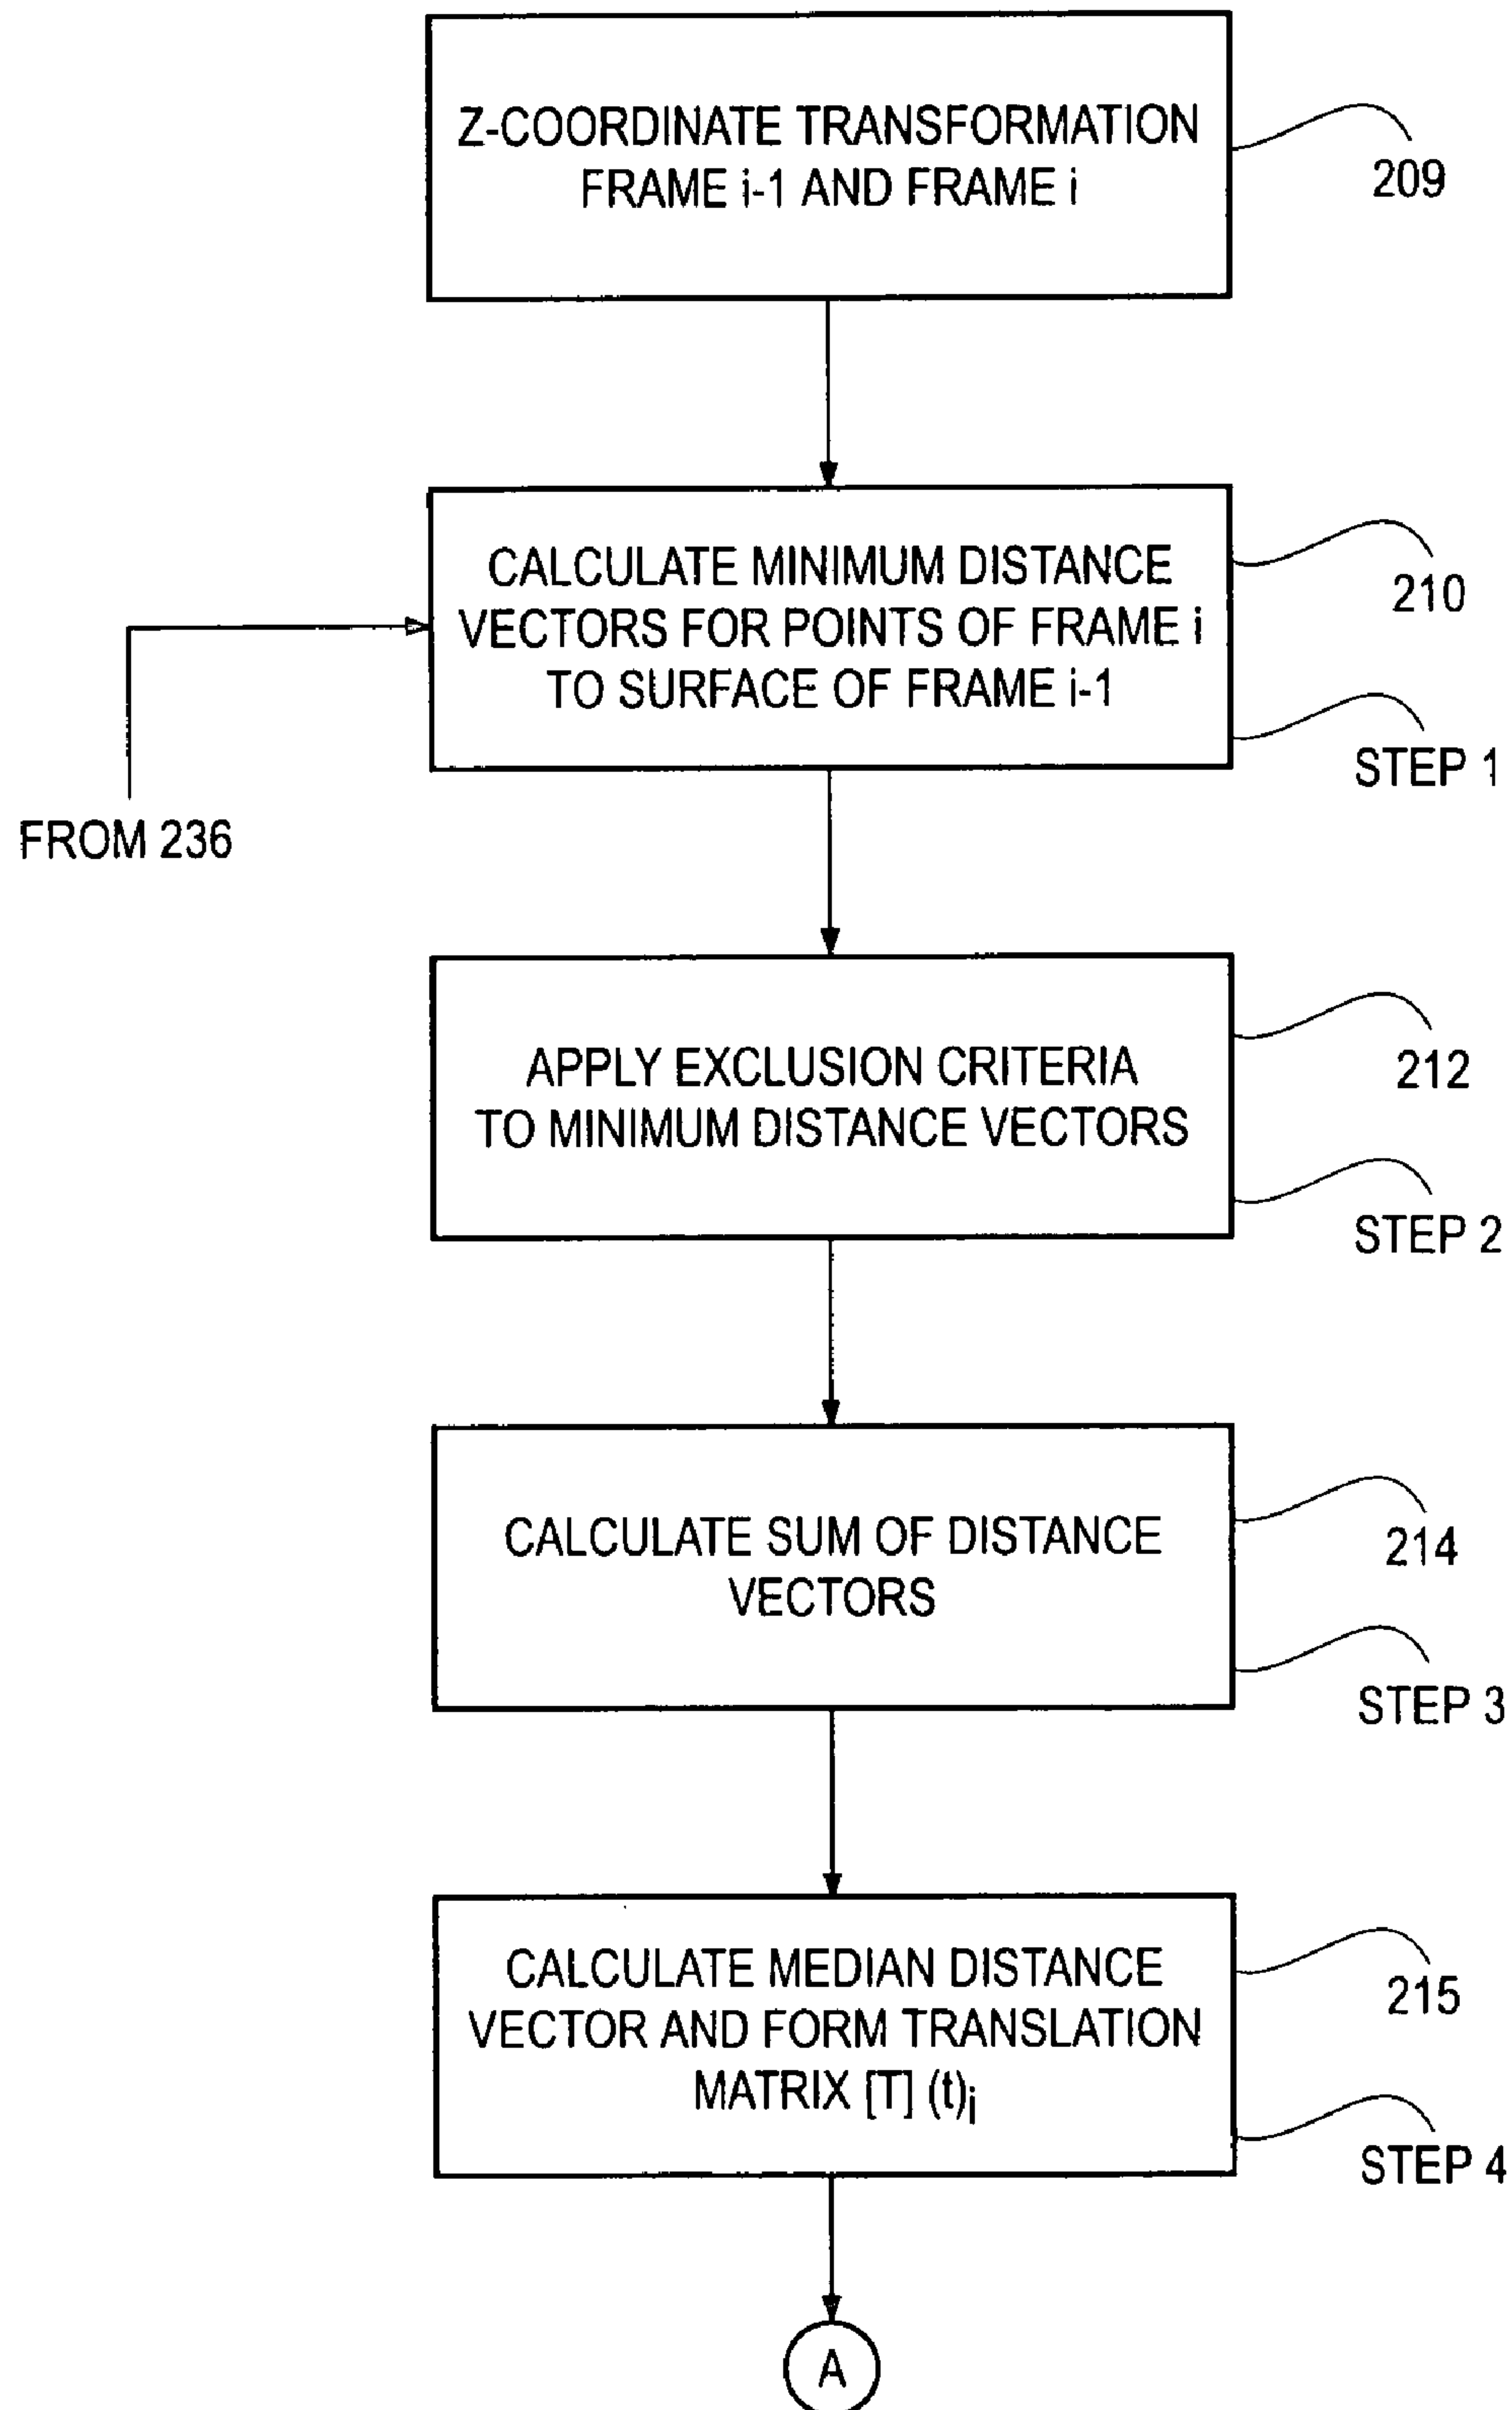 Z-COORDINATE TRANSFORMATION
FRAME i-1 AND FRAME i
209
CALCULATE MINIMUM DISTANCE
VECTORS FOR POINTS OF FRAME i
TO SURFACE OF FRAME i-1
210
STEP 1
FROM 236
APPLY EXCLUSION CRITERIA
TO MINIMUM DISTANCE VECTORS
212
STEP 2
CALCULATE SUM OF DISTANCE
VECTORS
214
STEP 3
CALCULATE MEDIAN DISTANCE
VECTOR AND FORM TRANSLATION
MATRIX [T] (t)i
215
STEP 4
A